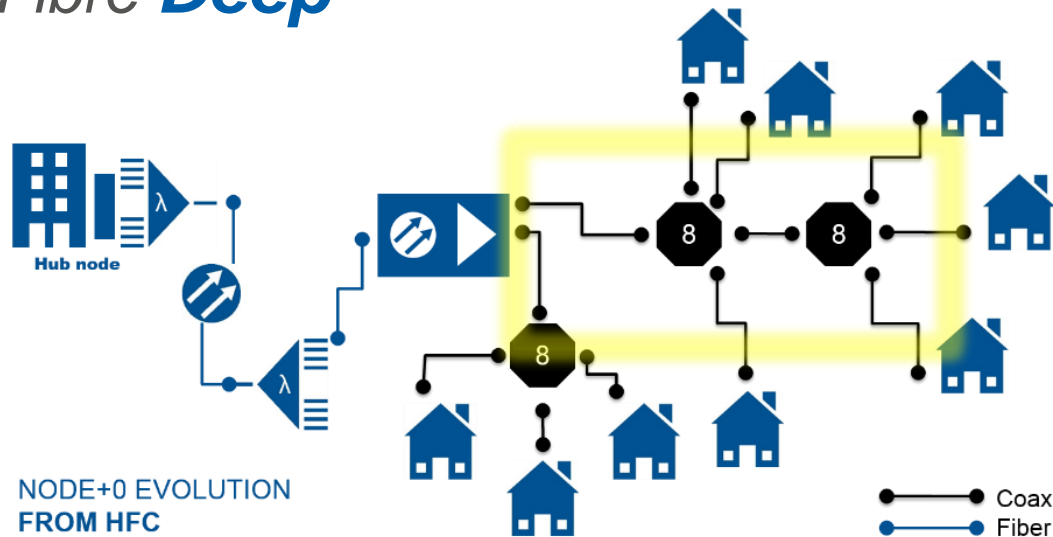 Fibre Deep
λ
Hub node
8
8
8
λ
NODE+0 EVOLUTION
FROM HFC
Coax
Fiber